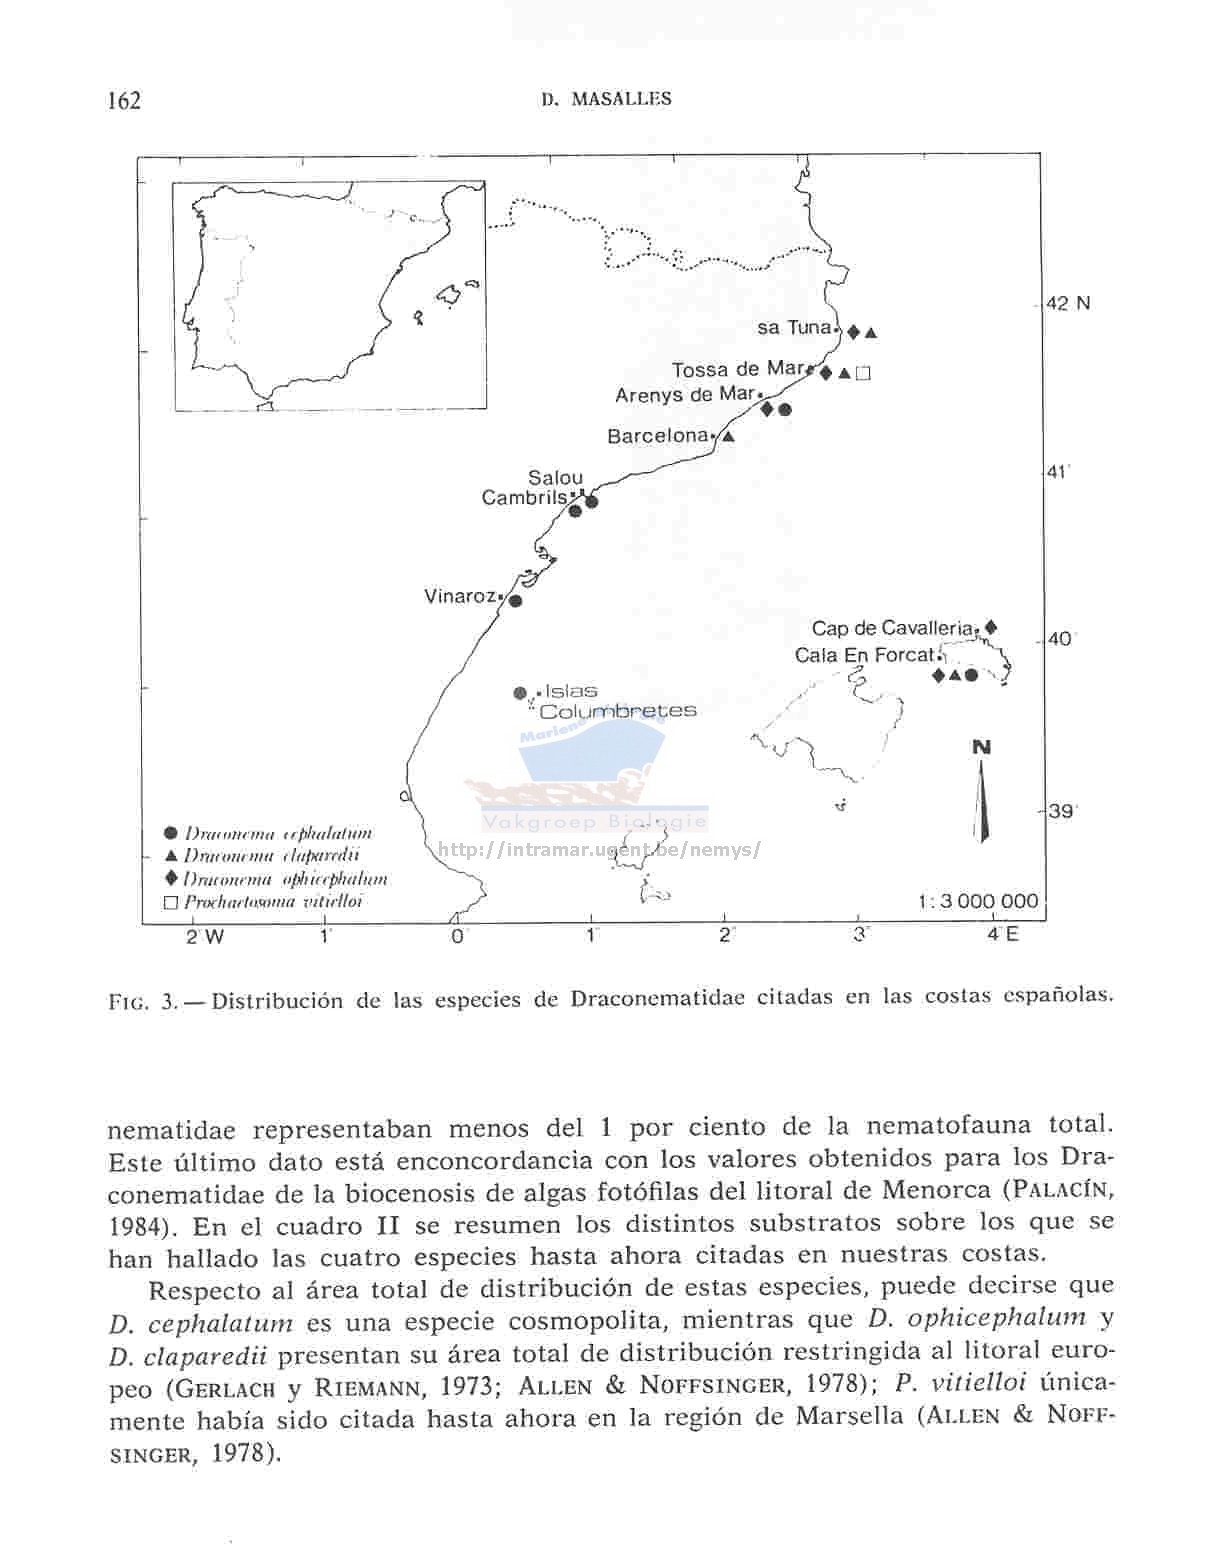 162
D. MASALLES
42 N
sa Tuna
Tossa de Mar
Arenys de Mar
Barcelona
41°
Salou
Cambrils
Vinaroz
Cap de Cavalleria
40°
Cala En Forcat
Islas
Columbretes
N
39°
Vakgroep Biologie
http://intramar.ugent.be/nemys/
Draconema cephalatum
Draconema claparedii
Draconema ophicephalum
Prochaetosoma vitielloi
1:3 000 000
2° W 1° 0° 1° 2° 3° 4° E
FIG. 3. — Distribución de las especies de Draconematidae citadas en las costas españolas.
nematidae representaban menos del 1 por ciento de la nematofauna total.
Este último dato está enconcordancia con los valores obtenidos para los Dra-
conematidae de la biocenosis de algas fotófilas del litoral de Menorca (PALACÍN,
1984). En el cuadro II se resumen los distintos substratos sobre los que se
han hallado las cuatro especies hasta ahora citadas en nuestras costas.
Respecto al área total de distribución de estas especies, puede decirse que
D. cephalatum es una especie cosmopolita, mientras que D. ophicephalum y
D. claparedii presentan su área total de distribución restringida al litoral euro-
peo (GERLACH y RIEMANN, 1973; ALLEN & NOFFSINGER, 1978); P. vitielloi única-
mente había sido citada hasta ahora en la región de Marsella (ALLEN & NOFF-
SINGER, 1978).